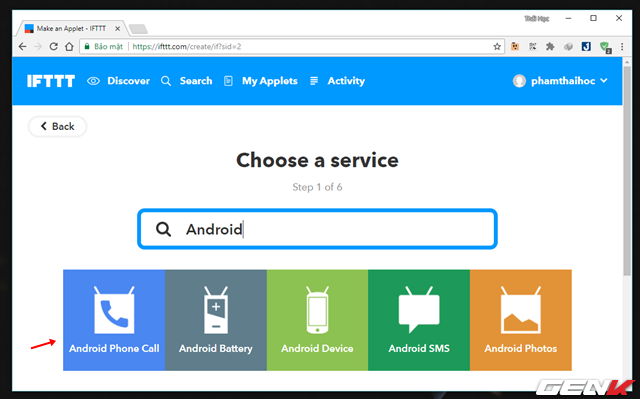 Thái Học
Make an Applet - IFTTT
Bảo mật https://ifttt.com/create/if?sid=2
IFTTT Discover Search My Applets Activity phamthaihoc
Back
Choose a service
Step 1 of 6
Android
Android Phone Call Android Battery Android Device Android SMS Android Photos
GENK